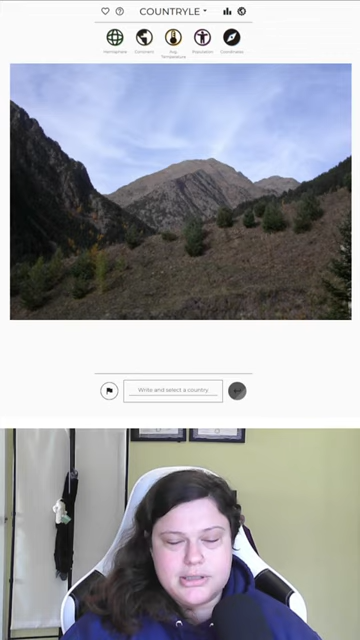 COUNTRYLE
Hemisphere Continent Avg. Temperature Population Coordinates
Write and select a country.